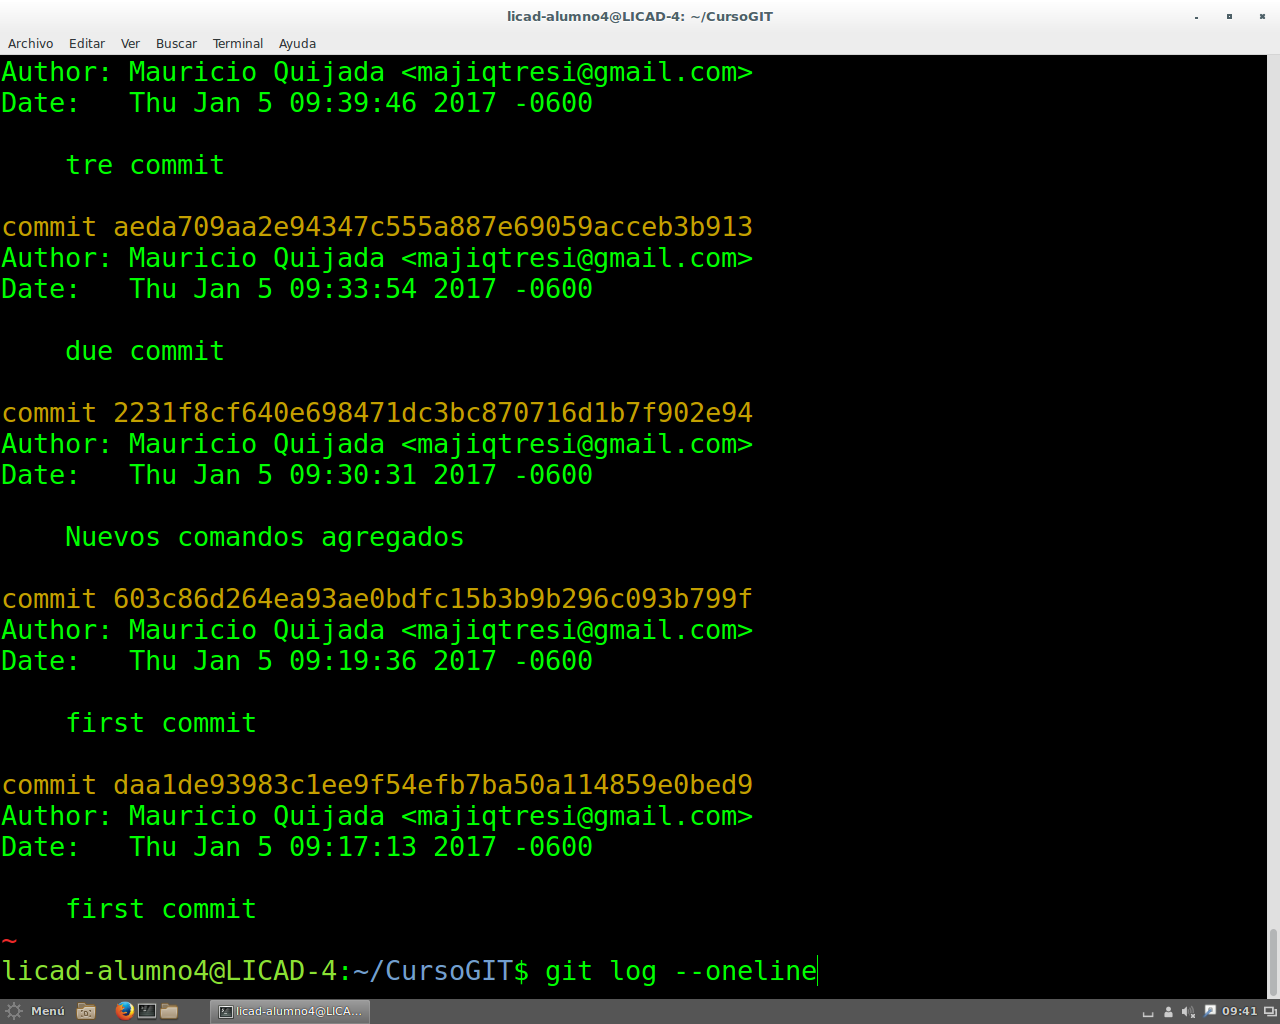 licad-alumno4@LICAD-4: ~/CursoGIT
Archivo Editar Ver Buscar Terminal Ayuda
Author: Mauricio Quijada <majiqtresi@gmail.com>
Date:   Thu Jan 5 09:39:46 2017 -0600
tre commit
commit aeda709aa2e94347c555a887e69059acceb3b913
Author: Mauricio Quijada <majiqtresi@gmail.com>
Date:   Thu Jan 5 09:33:54 2017 -0600
due commit
commit 2231f8cf640e698471dc3bc870716d1b7f902e94
Author: Mauricio Quijada <majiqtresi@gmail.com>
Date:   Thu Jan 5 09:30:31 2017 -0600
Nuevos comandos agregados
commit 603c86d264ea93ae0bdfc15b3b9b296c093b799f
Author: Mauricio Quijada <majiqtresi@gmail.com>
Date:   Thu Jan 5 09:19:36 2017 -0600
first commit
commit daa1de93983c1ee9f54efb7ba50a114859e0bed9
Author: Mauricio Quijada <majiqtresi@gmail.com>
Date:   Thu Jan 5 09:17:13 2017 -0600
first commit
~
licad-alumno4@LICAD-4:~/CursoGIT$ git log --oneline
Menú licad-alumno4@LICA... 09:41